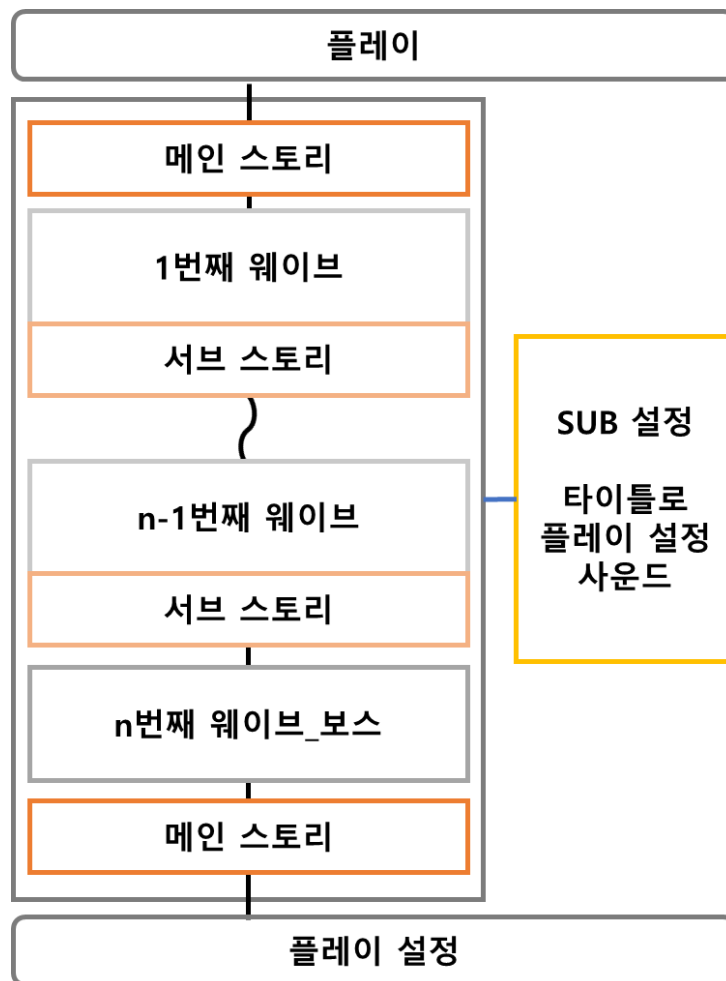 플레이
메인 스토리
1번째 웨이브
서브 스토리
n-1번째 웨이브
서브 스토리
n번째 웨이브_보스
메인 스토리
SUB 설정
타이틀로
플레이 설정
사운드
플레이 설정